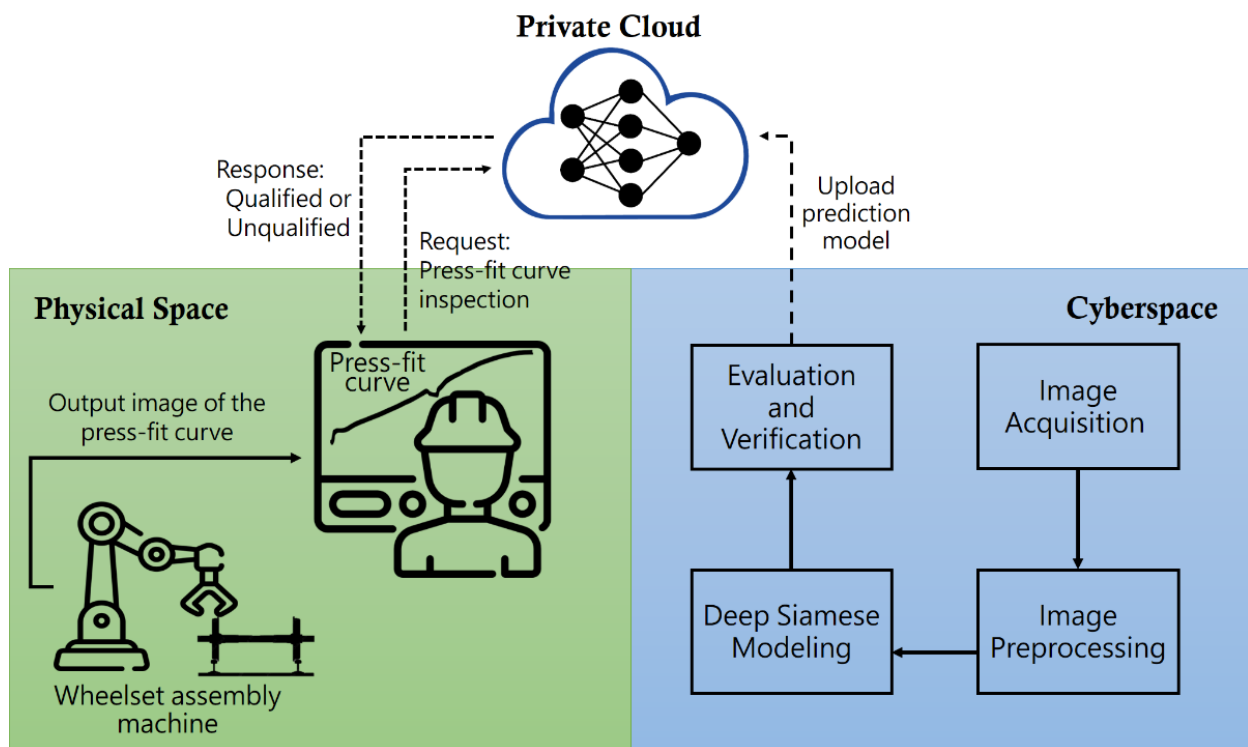 Private Cloud
Response:
Qualified or
Unqualified
Request:
Press-fit curve
inspection
Upload
prediction
model
Physical Space
Press-fit
curve
Output image of the
press-fit curve
Wheelset assembly
machine
Cyberspace
Evaluation
and
Verification
Image
Acquisition
Deep Siamese
Modeling
Image
Preprocessing